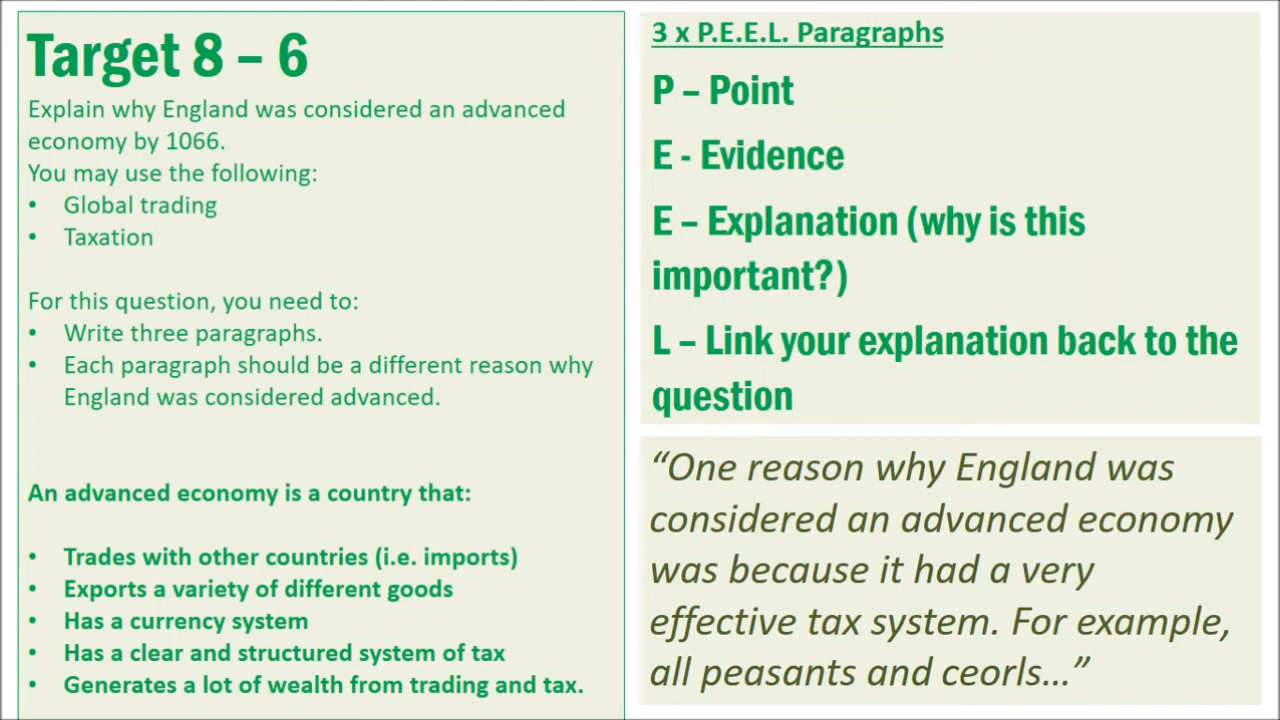 Target 8 – 6
Explain why England was considered an advanced
economy by 1066.
You may use the following:
• Global trading
• Taxation
For this question, you need to:
• Write three paragraphs.
• Each paragraph should be a different reason why
England was considered advanced.
An advanced economy is a country that:
• Trades with other countries (i.e. imports)
• Exports a variety of different goods
• Has a currency system
• Has a clear and structured system of tax
• Generates a lot of wealth from trading and tax.
3 x P.E.E.L. Paragraphs
P – Point
E - Evidence
E – Explanation (why is this
important?)
L – Link your explanation back to the
question
“One reason why England was
considered an advanced economy
was because it had a very
effective tax system. For example,
all peasants and ceorls...”